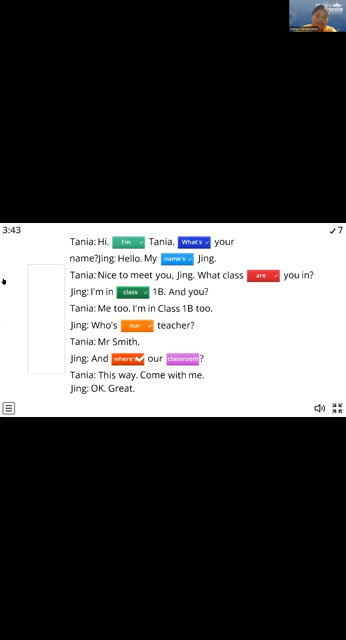 3:43
✓7
Tania: Hi. I'm ✓ Tania. What's ✓ your
name?Jing: Hello. My name's ✓ Jing.
Tania: Nice to meet you, Jing. What class are ✓ you in?
Jing: I'm in class ✓ 1B. And you?
Tania: Me too. I'm in Class 1B too.
Jing: Who's our ✓ teacher?
Tania: Mr Smith.
Jing: And where's ✓ our classroom?
Tania: This way. Come with me.
Jing: OK. Great.